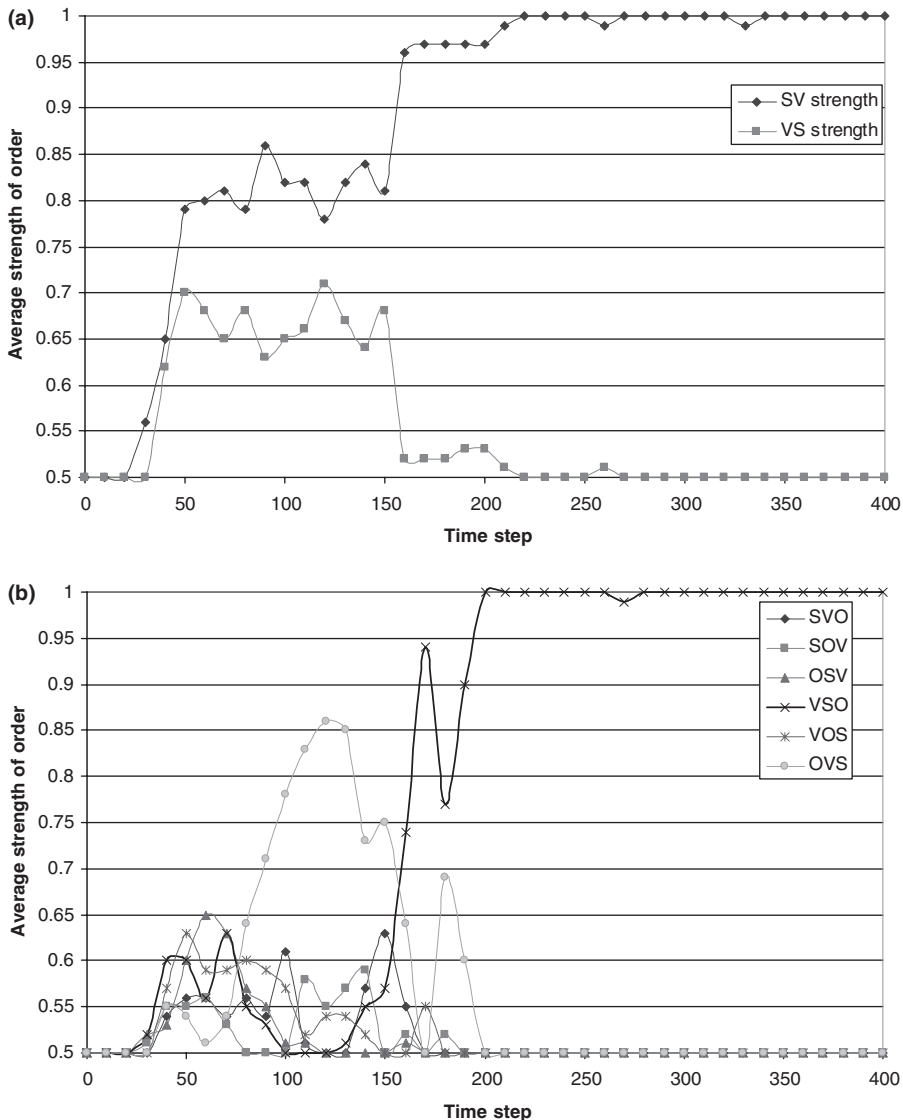 (a)
1
0.95
0.9
0.85
0.8
0.75
0.7
0.65
0.6
0.55
0.5
Average strength of order
SV strength
VS strength
0 50 100 150 200 250 300 350 400
Time step
(b)
1
0.95
0.9
0.85
0.8
0.75
0.7
0.65
0.6
0.55
0.5
Average strength of order
SVO
SOV
OSV
VSO
VOS
OVS
0 50 100 150 200 250 300 350 400
Time step